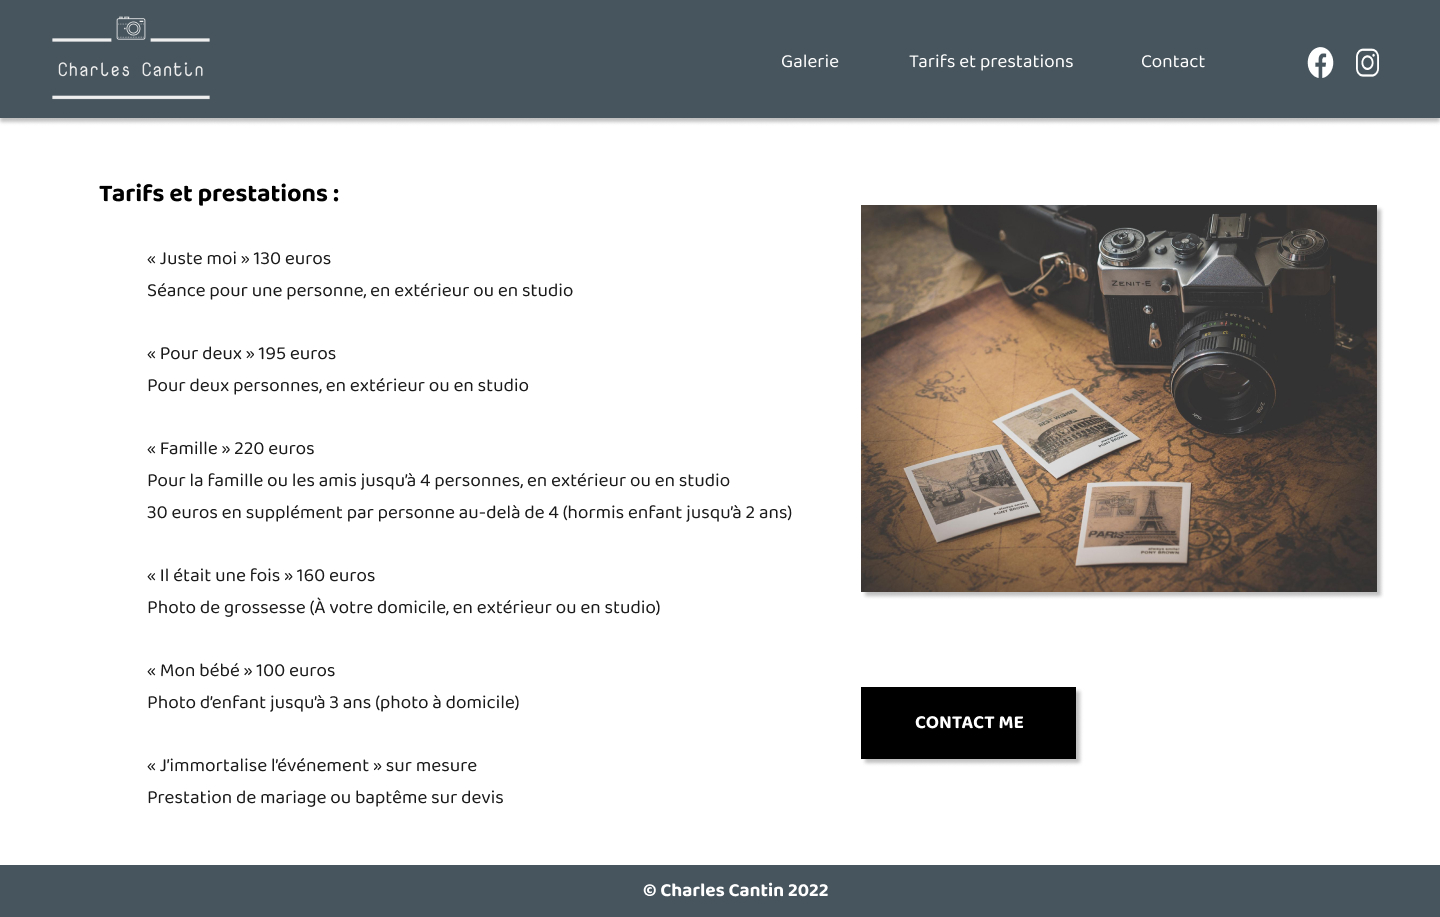 Charles Cantin
Galerie
Tarifs et prestations
Contact
Tarifs et prestations :
« Juste moi » 130 euros
Séance pour une personne, en extérieur ou en studio
« Pour deux » 195 euros
Pour deux personnes, en extérieur ou en studio
« Famille » 220 euros
Pour la famille ou les amis jusqu'à 4 personnes, en extérieur ou en studio
30 euros en supplément par personne au-delà de 4 (hormis enfant jusqu'à 2 ans)
« Il était une fois » 160 euros
Photo de grossesse (À votre domicile, en extérieur ou en studio)
« Mon bébé » 100 euros
Photo d'enfant jusqu'à 3 ans (photo à domicile)
« J'immortalise l'événement » sur mesure
Prestation de mariage ou baptême sur devis
ZENIT-E
PARIS
PONY BROWN
CONTACT ME
© Charles Cantin 2022